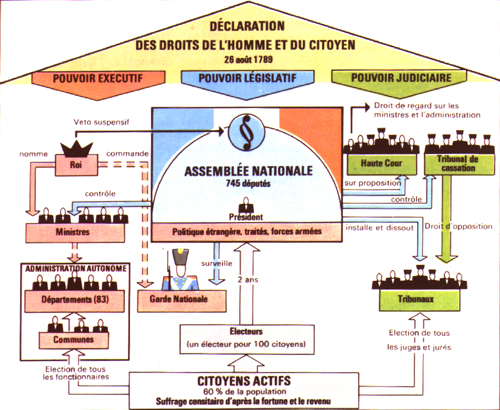 DÉCLARATION
DES DROITS DE L'HOMME ET DU CITOYEN
26 août 1789
POUVOIR EXECUTIF
POUVOIR LÉGISLATIF
POUVOIR JUDICIAIRE
Droit de regard sur les
ministres et l'administration
Veto suspensif
§
nomme
commande
Roi
ASSEMBLÉE NATIONALE
745 députés
Haute Cour
Tribunal de
cassation
sur proposition
contrôle
contrôle
Président
Ministres
Politique étrangère, traités, forces armées
installe et dissout
Droit d'opposition
ADMINISTRATION AUTONOME
surveille
2 ans
Départements (83)
Garde Nationale
Tribunaux
Communes
Electeurs
(un électeur pour 100 citoyens)
Election de tous
les juges et jurés
Election de tous
les fonctionnaires
CITOYENS ACTIFS
60 % de la population
Suffrage censitaire d'après la fortune et le revenu